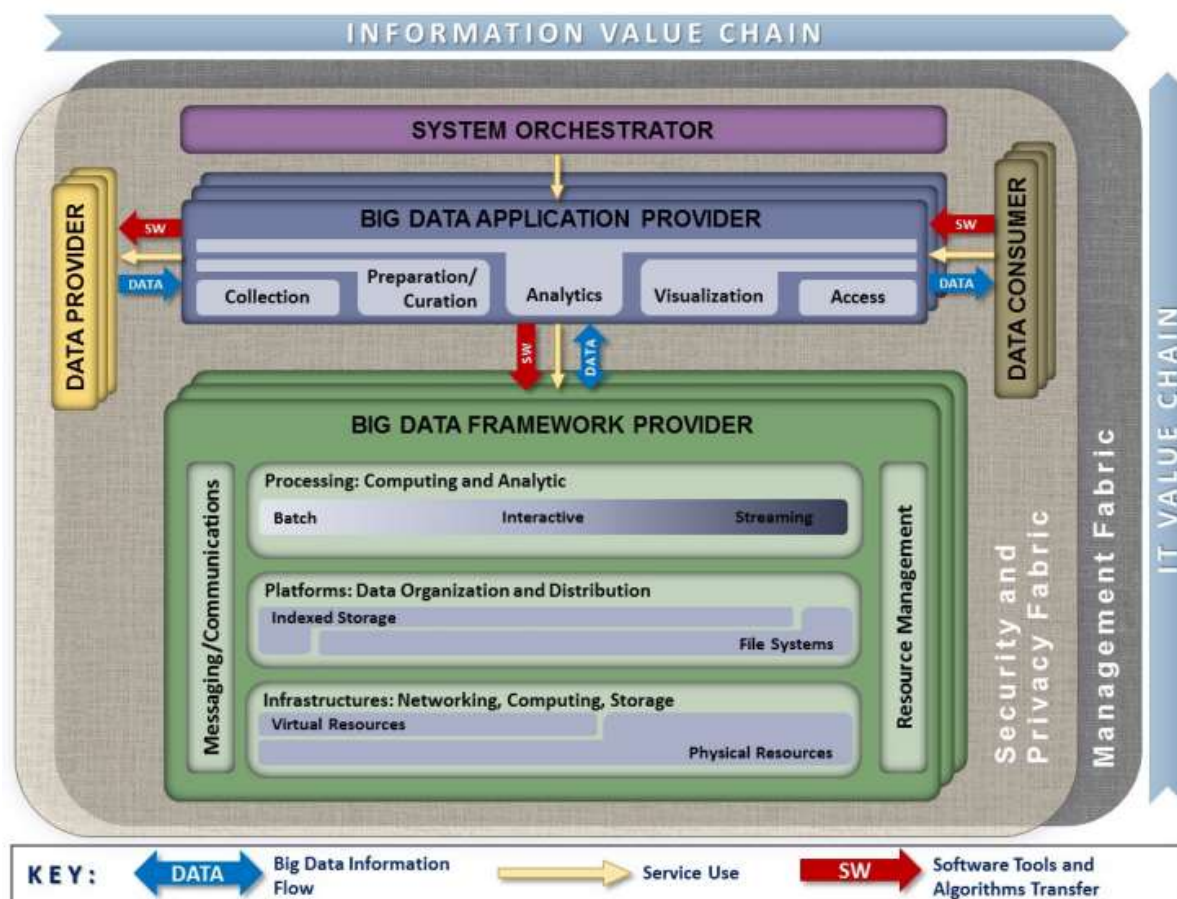 INFORMATION VALUE CHAIN
SYSTEM ORCHESTRATOR
DATA PROVIDER
SW
DATA
BIG DATA APPLICATION PROVIDER
Collection
Preparation/
Curation
Analytics
Visualization
Access
SW
DATA
DATA CONSUMER
SW
DATA
BIG DATA FRAMEWORK PROVIDER
Messaging/Communications
Processing: Computing and Analytic
Batch
Interactive
Streaming
Platforms: Data Organization and Distribution
Indexed Storage
File Systems
Infrastructures: Networking, Computing, Storage
Virtual Resources
Physical Resources
Resource Management
Security and
Privacy Fabric
Management Fabric
IT VALUE CHAIN
KEY:
DATA
Big Data Information
Flow
Service Use
SW
Software Tools and
Algorithms Transfer